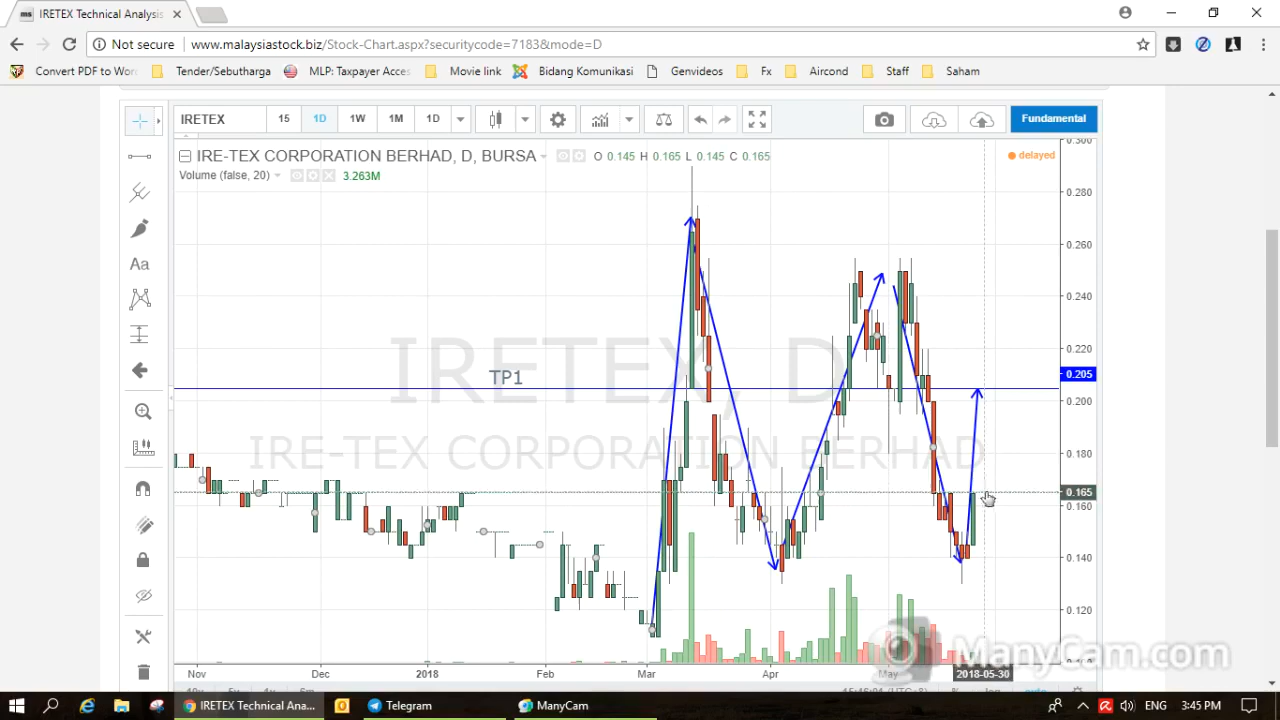 IRETEX Technical Analysis
Not secure | www.malaysiastock.biz/Stock-Chart.aspx?securitycode=7183&mode=D
Convert PDF to Word
Tender/Sebutharga
MLP: Taxpayer Access
Movie link
Bidang Komunikasi
Genvideos
Fx
Aircond
Staff
Saham
IRETEX 15 1D 1W 1M 1D Fundamental
IRE-TEX CORPORATION BERHAD, D, BURSA O 0.145 H 0.165 L 0.145 C 0.165
delayed
Volume (false, 20) 3.263M
Aa
IRETEX, D
IRE-TEX CORPORATION BERHAD
TP1
0.300
0.280
0.260
0.240
0.220
0.205
0.200
0.180
0.165
0.160
0.140
0.120
Nov Dec 2018 Feb Mar Apr May 2018-05-30
ManyCam.com
IRETEX Technical Ana...
Telegram
ManyCam
ENG 3:45 PM